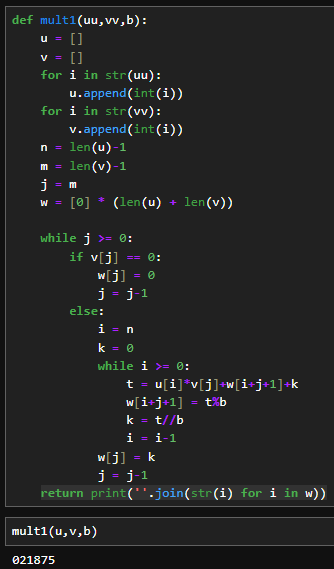 def mult1(uu,vv,b):
    u = []
    v = []
    for i in str(uu):
        u.append(int(i))
    for i in str(vv):
        v.append(int(i))
    n = len(u)-1
    m = len(v)-1
    j = m
    w = [0] * (len(u) + len(v))

    while j >= 0:
        if v[j] == 0:
            w[j] = 0
            j = j-1
        else:
            i = n
            k = 0
            while i >= 0:
                t = u[i]*v[j]+w[i+j+1]+k
                w[i+j+1] = t%b
                k = t//b
                i = i-1
            w[j] = k
            j = j-1
    return print(''.join(str(i) for i in w))
mult1(u,v,b)
021875